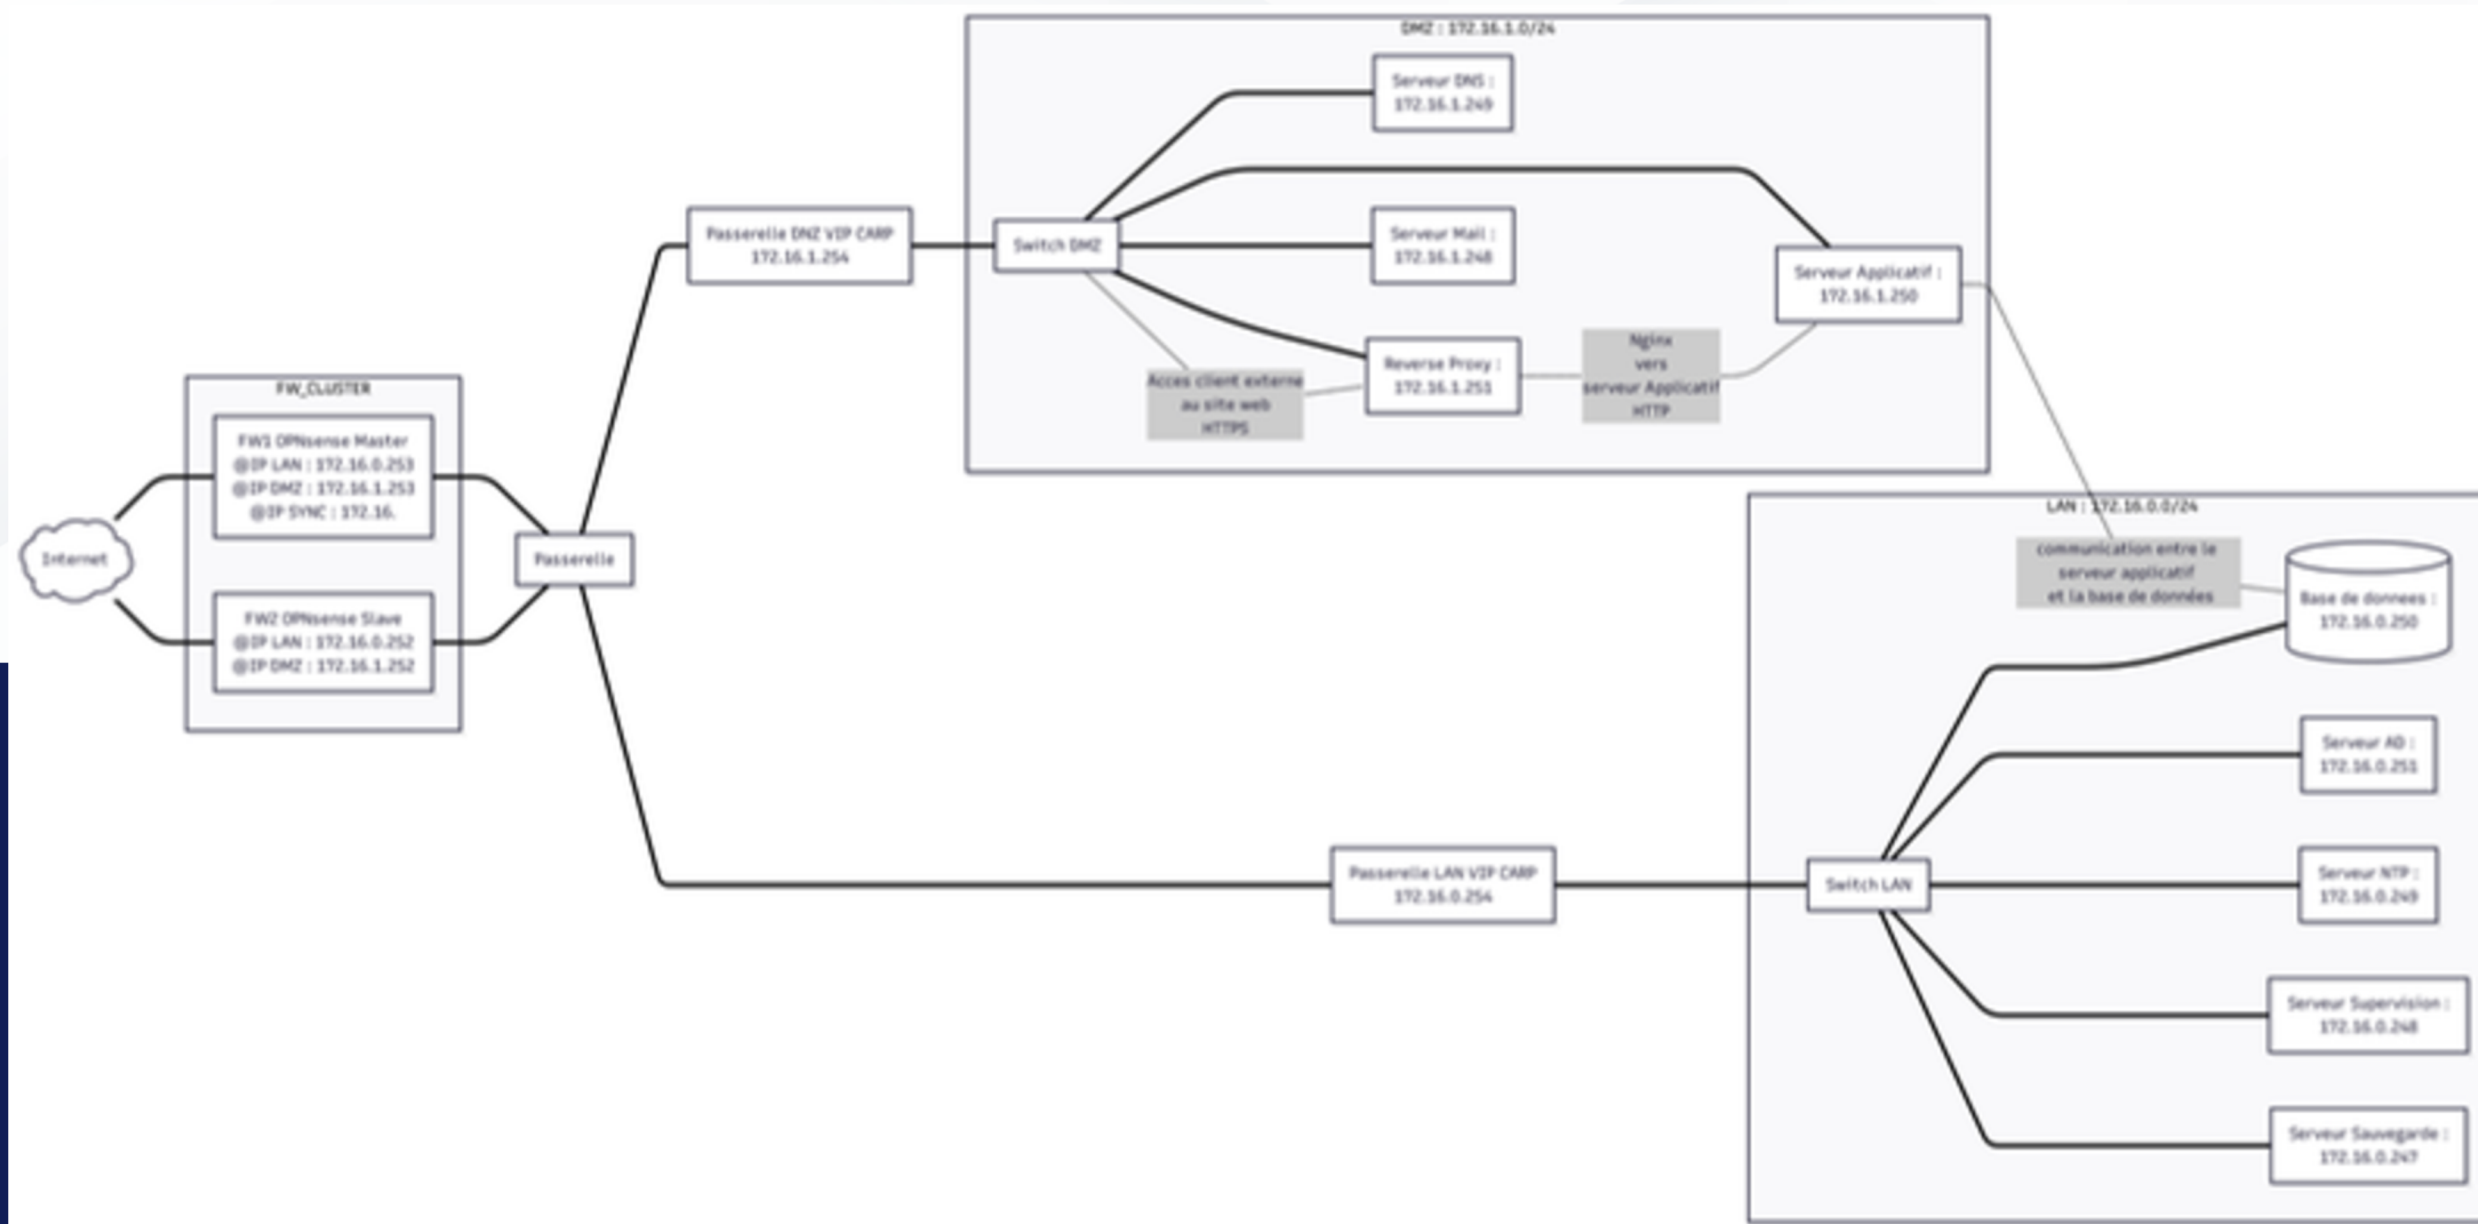 DMZ : 172.16.1.0/24
Serveur DNS :
172.16.1.249
Passerelle DNZ VIP CARP
172.16.1.254
Switch DMZ
Serveur Mail :
172.16.1.248
Serveur Applicatif :
172.16.1.250
Reverse Proxy :
172.16.1.251
Nginx
vers
serveur Applicatif
HTTP
Acces client externe
au site web
HTTPS
FW_CLUSTER
FW1 OPNsense Master
@IP LAN : 172.16.0.253
@IP DMZ : 172.16.1.253
@IP SYNC : 172.16.
Internet
Passerelle
FW2 OPNsense Slave
@IP LAN : 172.16.0.252
@IP DMZ : 172.16.1.252
LAN : 172.16.0.0/24
communication entre le
serveur applicatif
et la base de données
Base de donnees :
172.16.0.250
Serveur AD :
172.16.0.251
Passerelle LAN VIP CARP
172.16.0.254
Switch LAN
Serveur NTP :
172.16.0.249
Serveur Supervision :
172.16.0.248
Serveur Sauvegarde :
172.16.0.247